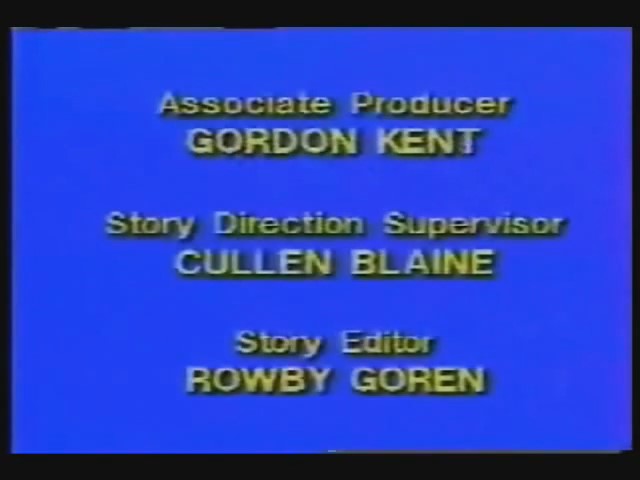 Associate Producer
GORDON KENT
Story Direction Supervisor
CULLEN BLAINE
Story Editor
ROWBY GOREN